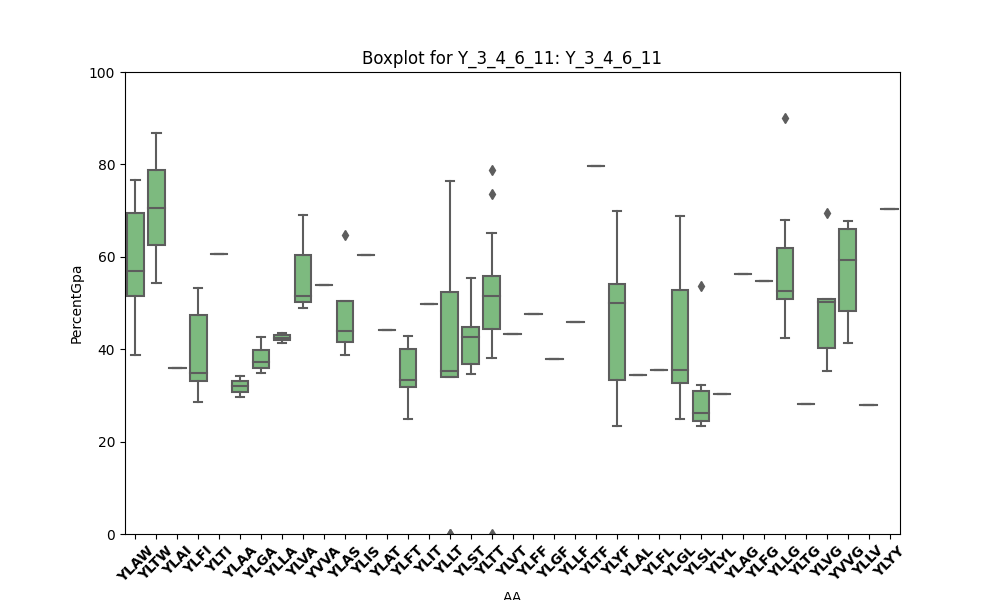 Boxplot for Y_3_4_6_11: Y_3_4_6_11
100
80
60
40
20
0
PercentGpa
YLAW YLTW YLAI YLFI YLTI YLAA YLGA YLLA YLVA YVVA YLAS YLIS YLAT YLFT YLIT YLLT YLST YLTT YLVT YLFF YLGF YLLF YLTF YLYF YLAL YLFL YLGL YLSL YLYL YLAG YLFG YLLG YLTG YLVG YVVG YLLV YLYY
AA